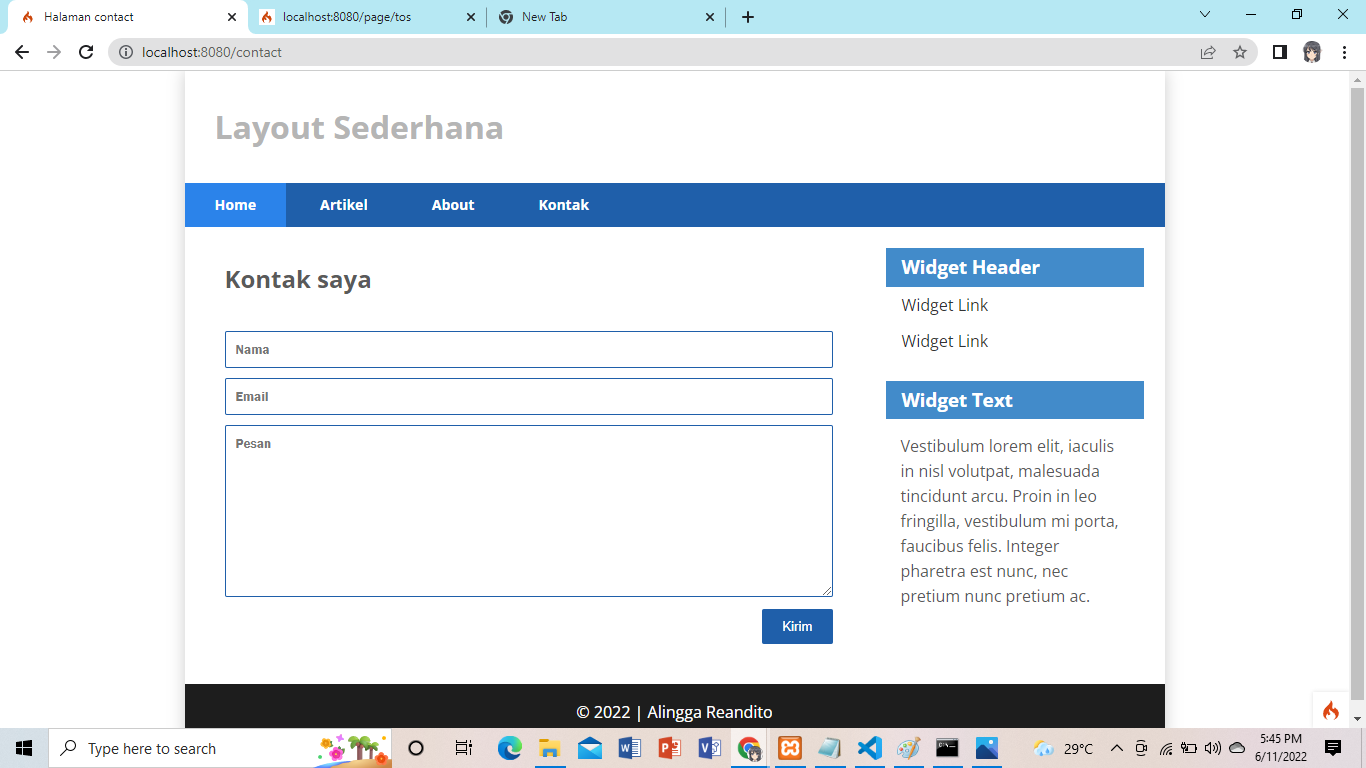 Halaman contact
localhost:8080/page/tos
New Tab
localhost:8080/contact
Layout Sederhana
Home Artikel About Kontak
Kontak saya
Nama
Email
Pesan
Kirim
Widget Header
Widget Link
Widget Link
Widget Text
Vestibulum lorem elit, iaculis
in nisl volutpat, malesuada
tincidunt arcu. Proin in leo
fringilla, vestibulum mi porta,
faucibus felis. Integer
pharetra est nunc, nec
pretium nunc pretium ac.
© 2022 | Alingga Reandito
Type here to search
29°C
5:45 PM
6/11/2022